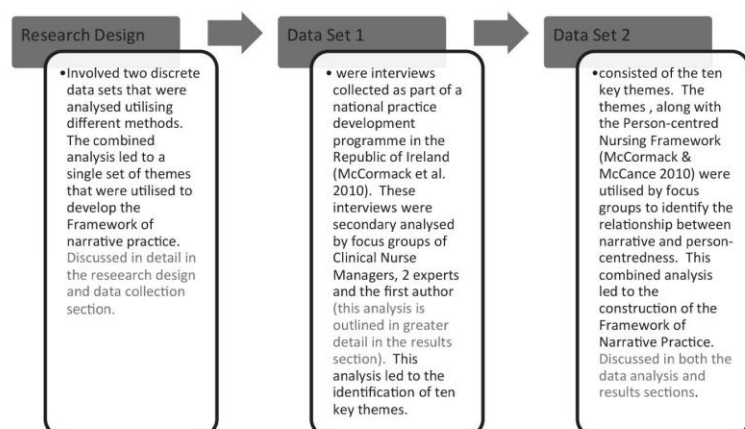 Research Design
•Involved two discrete
data sets that were
analysed utilising
different methods.
The combined
analysis led to a
single set of themes
that were utilised to
develop the
Framework of
narrative practice.
Discussed in detail in
the reseearch design
and data collection
section.
Data Set 1
• were interviews
collected as part of a
national practice
development
programme in the
Republic of Ireland
(McCormack et al.
2010). These
interviews were
secondary analysed
by focus groups of
Clinical Nurse
Managers, 2 experts
and the first author
(this analysis is
outlined in greater
detail in the results
section). This
analysis led to the
identification of ten
key themes.
Data Set 2
•consisted of the ten
key themes. The
themes , along with
the Person-centred
Nursing Framework
(McCormack &
McCance 2010) were
utilised by focus
groups to identify the
relationship between
narrative and person-
centredness. This
combined analysis
led to the
construction of the
Framework of
Narrative Practice.
Discussed in both the
data analysis and
results sections.